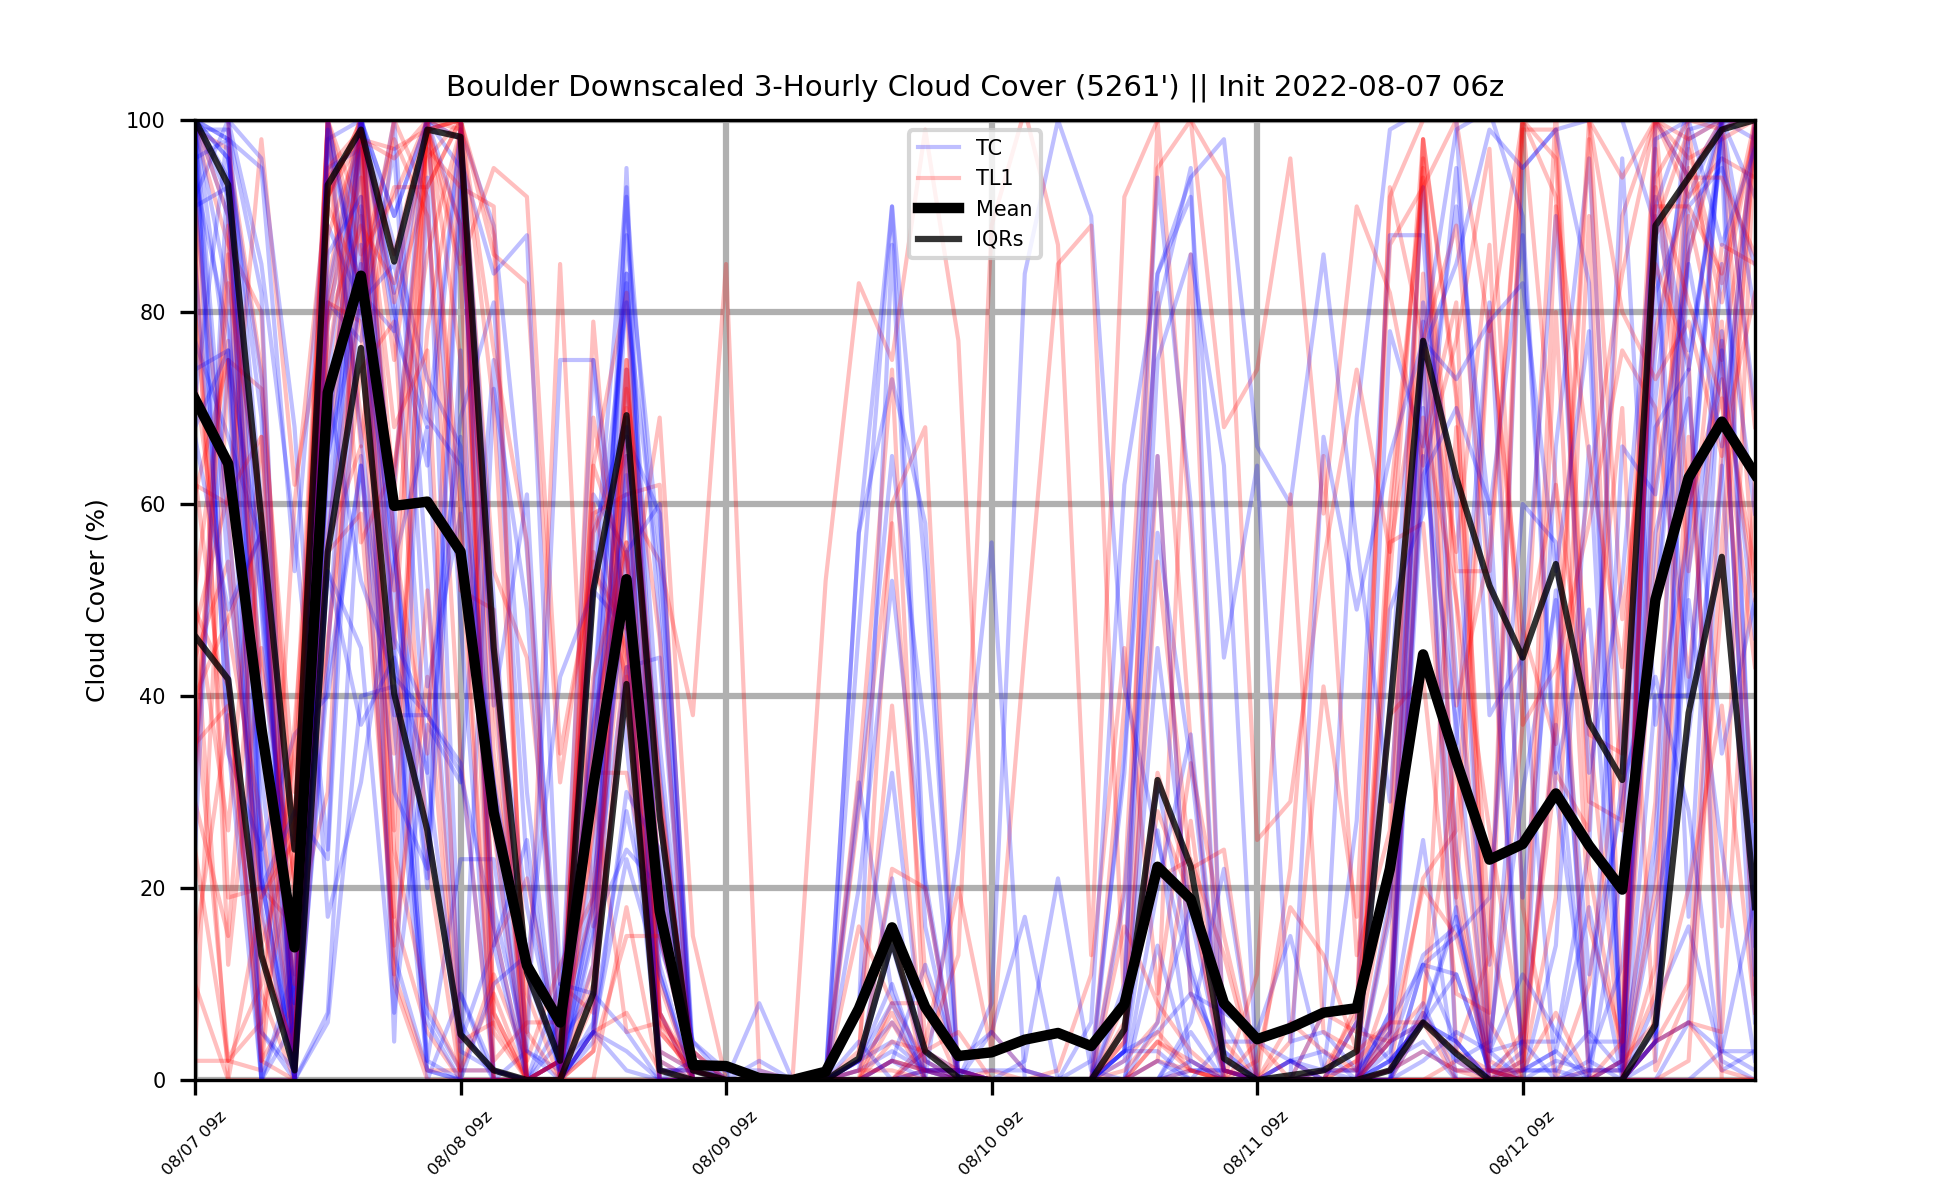 Boulder Downscaled 3-Hourly Cloud Cover (5261') || Init 2022-08-07 06z
TC
TL1
Mean
IQRs
Cloud Cover (%)
100
80
60
40
20
0
08/07 09z
08/08 09z
08/09 09z
08/10 09z
08/11 09z
08/12 09z